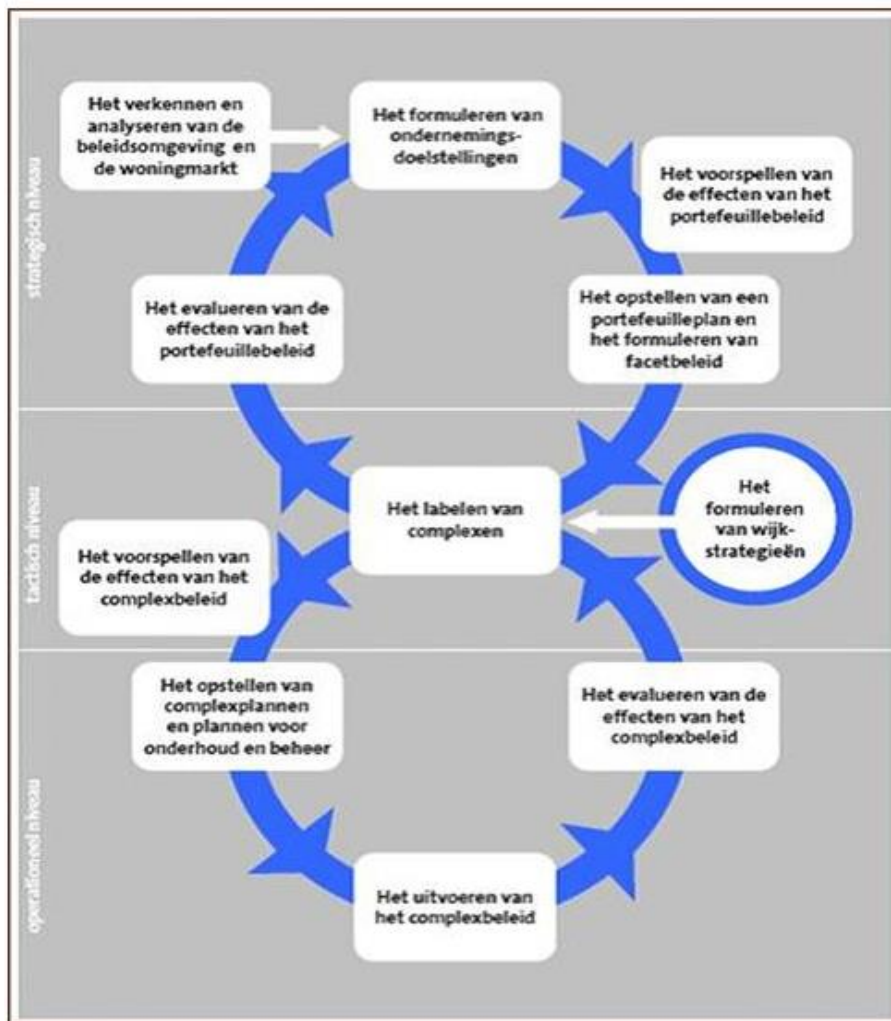 strategisch niveau
Het verkennen en
analyseren van de
beleidsomgeving en
de woningmarkt
Het formuleren van
ondernemings-
doelstellingen
Het voorspellen van
de effecten van het
portefeuillebeleid
Het evalueren van de
effecten van het
portefeuillebeleid
Het opstellen van een
portefeuilleplan en
het formuleren van
facetbeleid
tactisch niveau
Het labelen van
complexen
Het
formuleren
van wijk-
strategieën
Het voorspellen van
de effecten van het
complexbeleid
operationeel niveau
Het opstellen van
complexplannen
en plannen voor
onderhoud en beheer
Het evalueren van de
effecten van het
complexbeleid
Het uitvoeren van
het complexbeleid